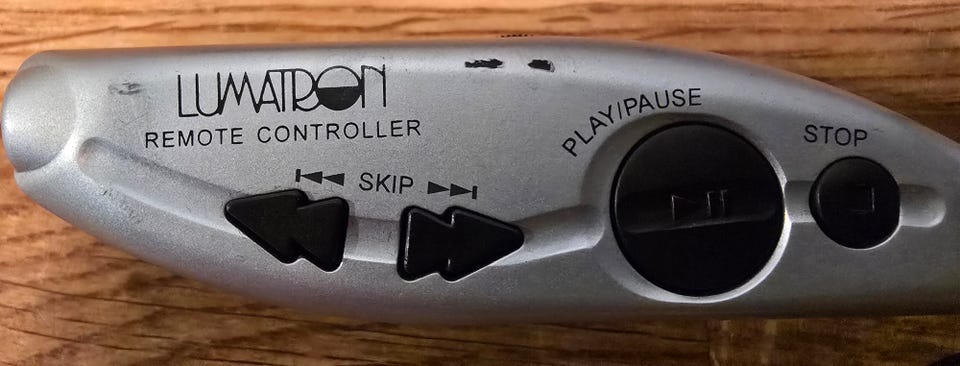 LUMATRON
REMOTE CONTROLLER
SKIP
PLAY/PAUSE
STOP